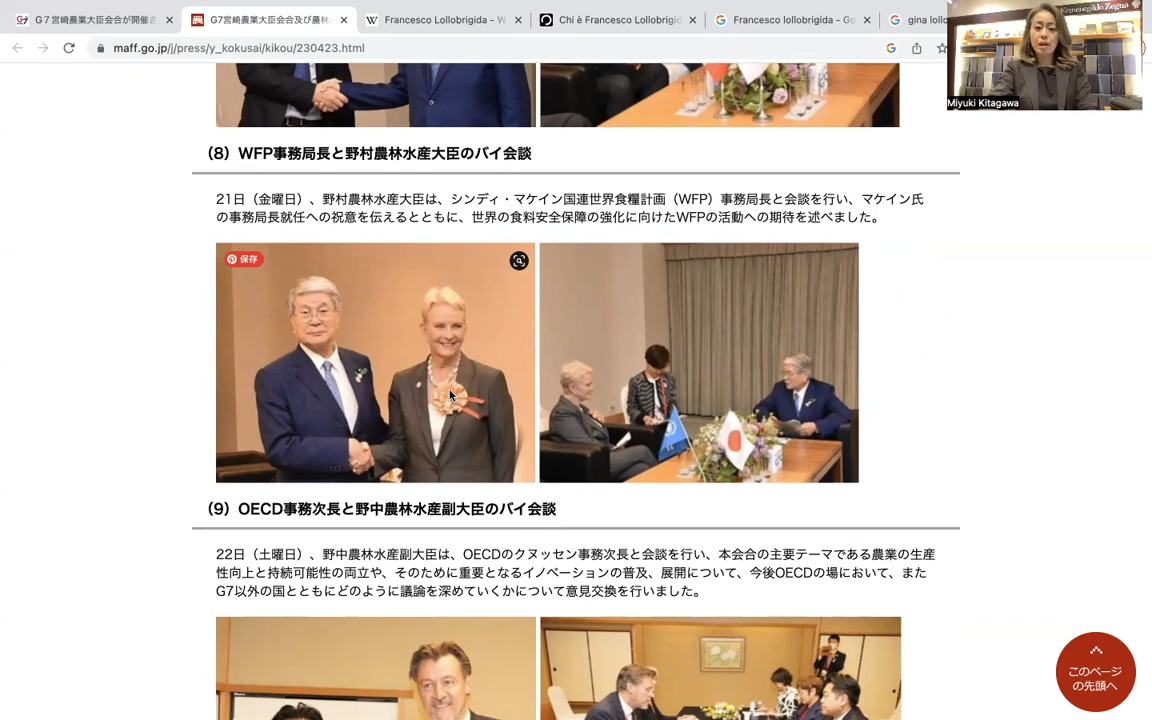 G７宮崎農業大臣会合が開催さ
G7宮崎農業大臣会合及び農林
Francesco Lollobrigida - W
Chi è Francesco Lollobrigid
Francesco lollobrigida - Go
gina lollo
maff.go.jp/j/press/y_kokusai/kikou/230423.html
Ermenegildo Zegna
Miyuki Kitagawa
（8）WFP事務局長と野村農林水産大臣のバイ会談
21日（金曜日）、野村農林水産大臣は、シンディ・マケイン国連世界食糧計画（WFP）事務局長と会談を行い、マケイン氏
の事務局長就任への祝意を伝えるとともに、世界の食料安全保障の強化に向けたWFPの活動への期待を述べました。
保存
（9）OECD事務次長と野中農林水産副大臣のバイ会談
22日（土曜日）、野中農林水産副大臣は、OECDのクヌッセン事務次長と会談を行い、本会合の主要テーマである農業の生産
性向上と持続可能性の両立や、そのために重要となるイノベーションの普及、展開について、今後OECDの場において、また
G7以外の国とともにどのように議論を深めていくかについて意見交換を行いました。
このページ
の先頭へ